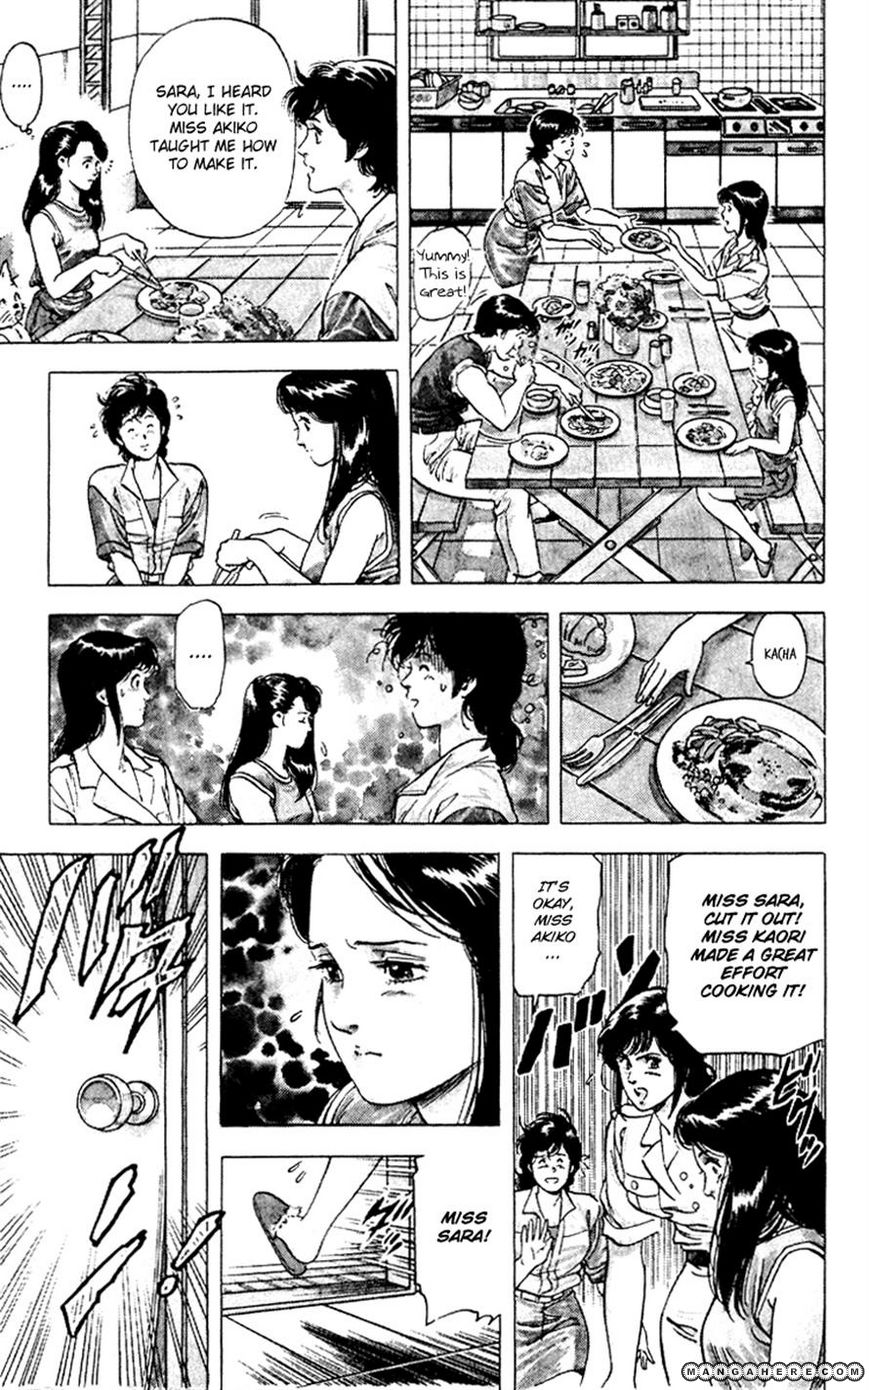 Yummy!
This is
Great!
SARA, I HEARD
YOU LIKE IT.
MISS AKIKO
TAUGHT ME HOW
TO MAKE IT.
....
KACHA
....
MISS SARA,
CUT IT OUT!
MISS KAORI
MADE A GREAT
EFFORT
COOKING IT!
IT'S
OKAY,
MISS
AKIKO
...
MISS
SARA!
MANGAHERE.COM